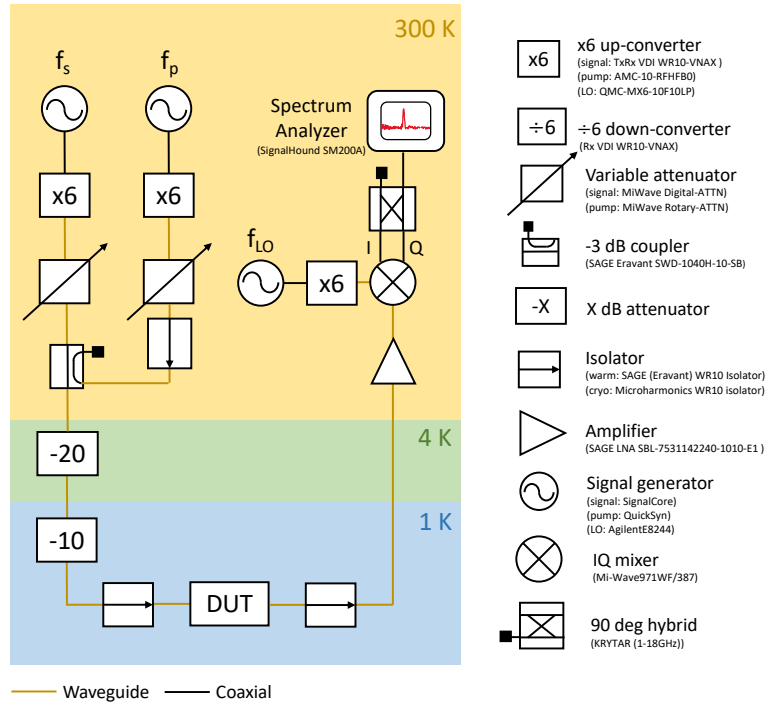 300 K
fs
fp
Spectrum
Analyzer
(SignalHound SM200A)
x6
x6
I
Q
fLO
x6
4 K
-20
1 K
-10
DUT
Waveguide
Coaxial
x6
x6 up-converter
(signal: TxRx VDI WR10-VNAX )
(pump: AMC-10-RFHFB0)
(LO: QMC-MX6-10F10LP)
÷6
÷6 down-converter
(Rx VDI WR10-VNAX)
Variable attenuator
(signal: MiWave Digital-ATTN)
(pump: MiWave Rotary-ATTN)
-3 dB coupler
(SAGE Eravant SWD-1040H-10-SB)
-X
X dB attenuator
Isolator
(warm: SAGE (Eravant) WR10 Isolator)
(cryo: Microharmonics WR10 isolator)
Amplifier
(SAGE LNA SBL-7531142240-1010-E1 )
Signal generator
(signal: SignalCore)
(pump: QuickSyn)
(LO: AgilentE8244)
IQ mixer
(Mi-Wave971WF/387)
90 deg hybrid
(KRYTAR (1-18GHz))